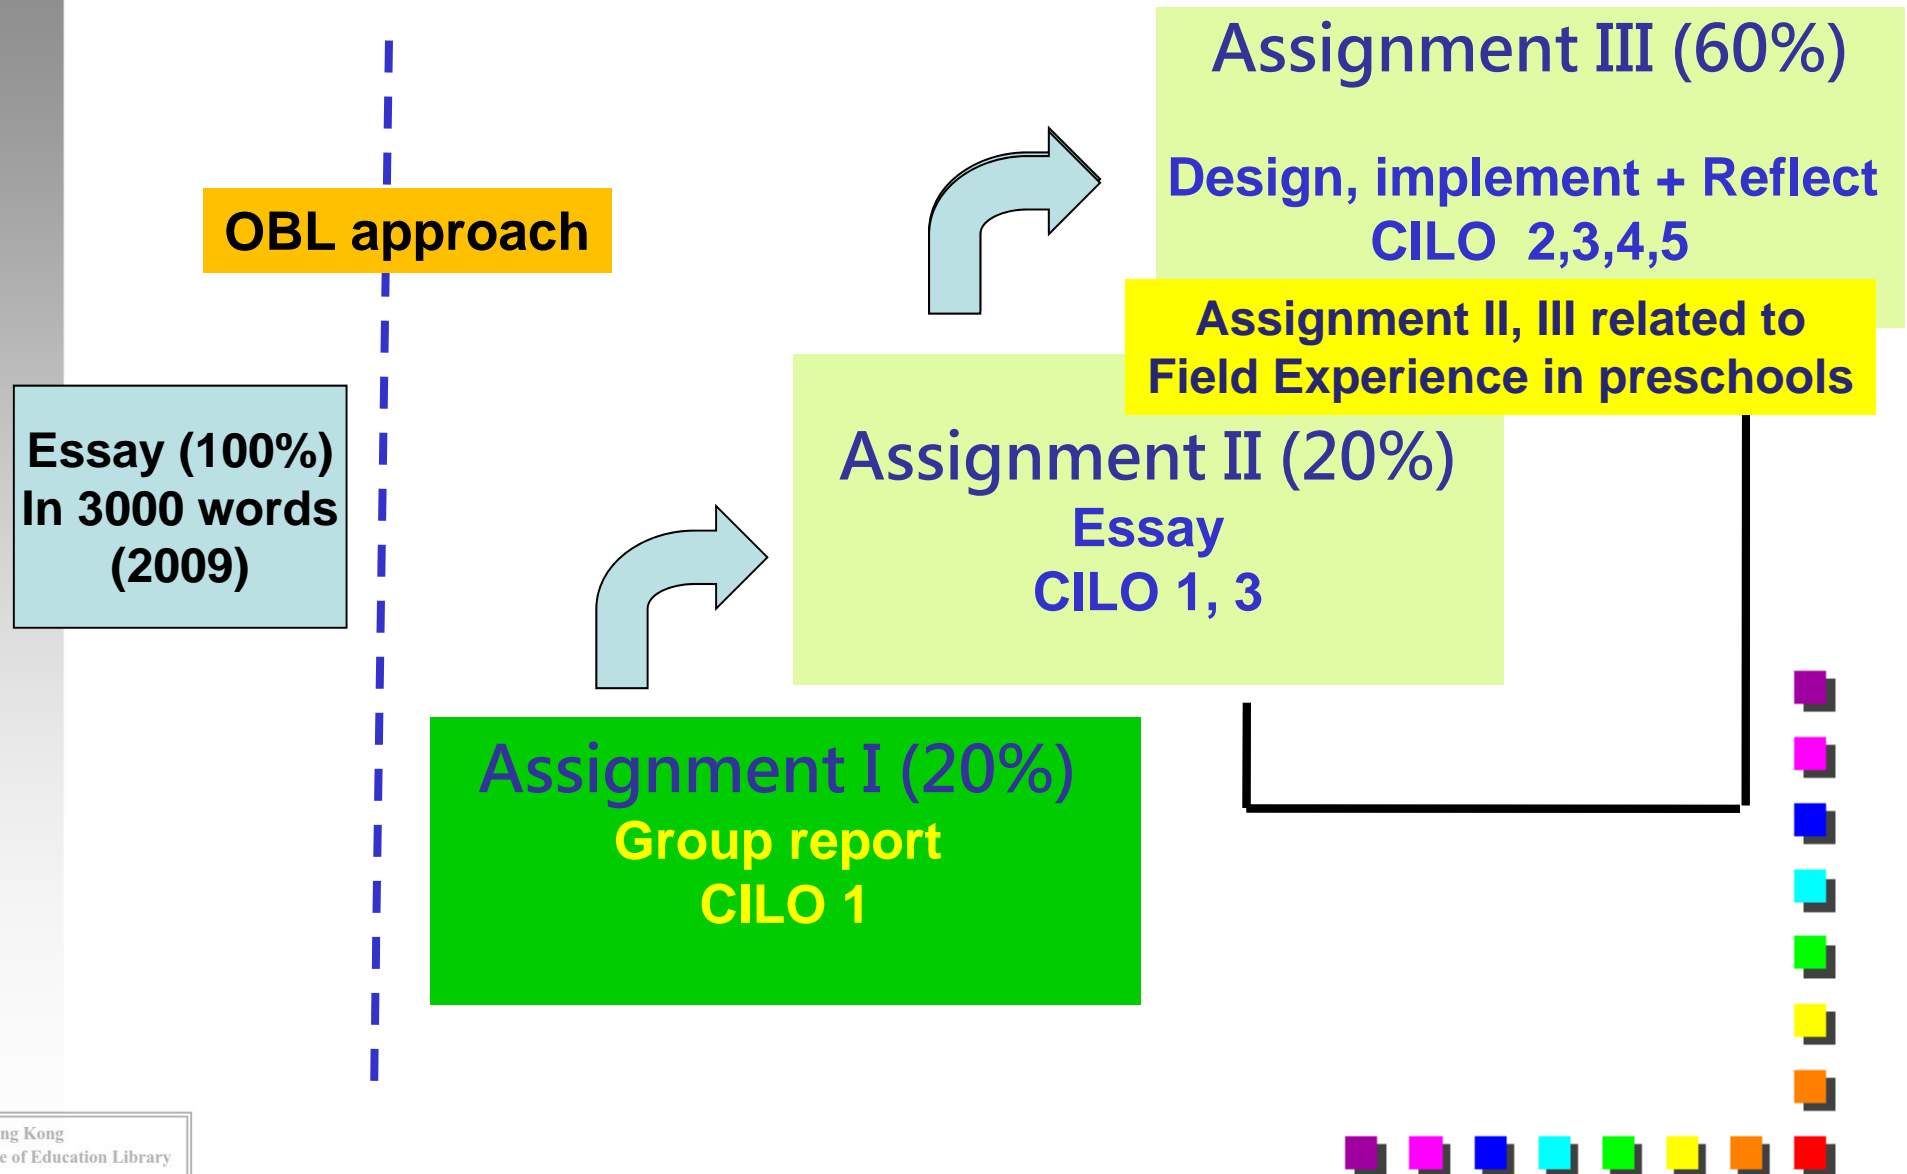 Assignment III (60%)
Design, implement + Reflect
CILO 2,3,4,5
OBL approach
Assignment II, III related to
Field Experience in preschools
Essay (100%)
In 3000 words
(2009)
Assignment II (20%)
Essay
CILO 1, 3
Assignment I (20%)
Group report
CILO 1
ng Kong
e of Education Library